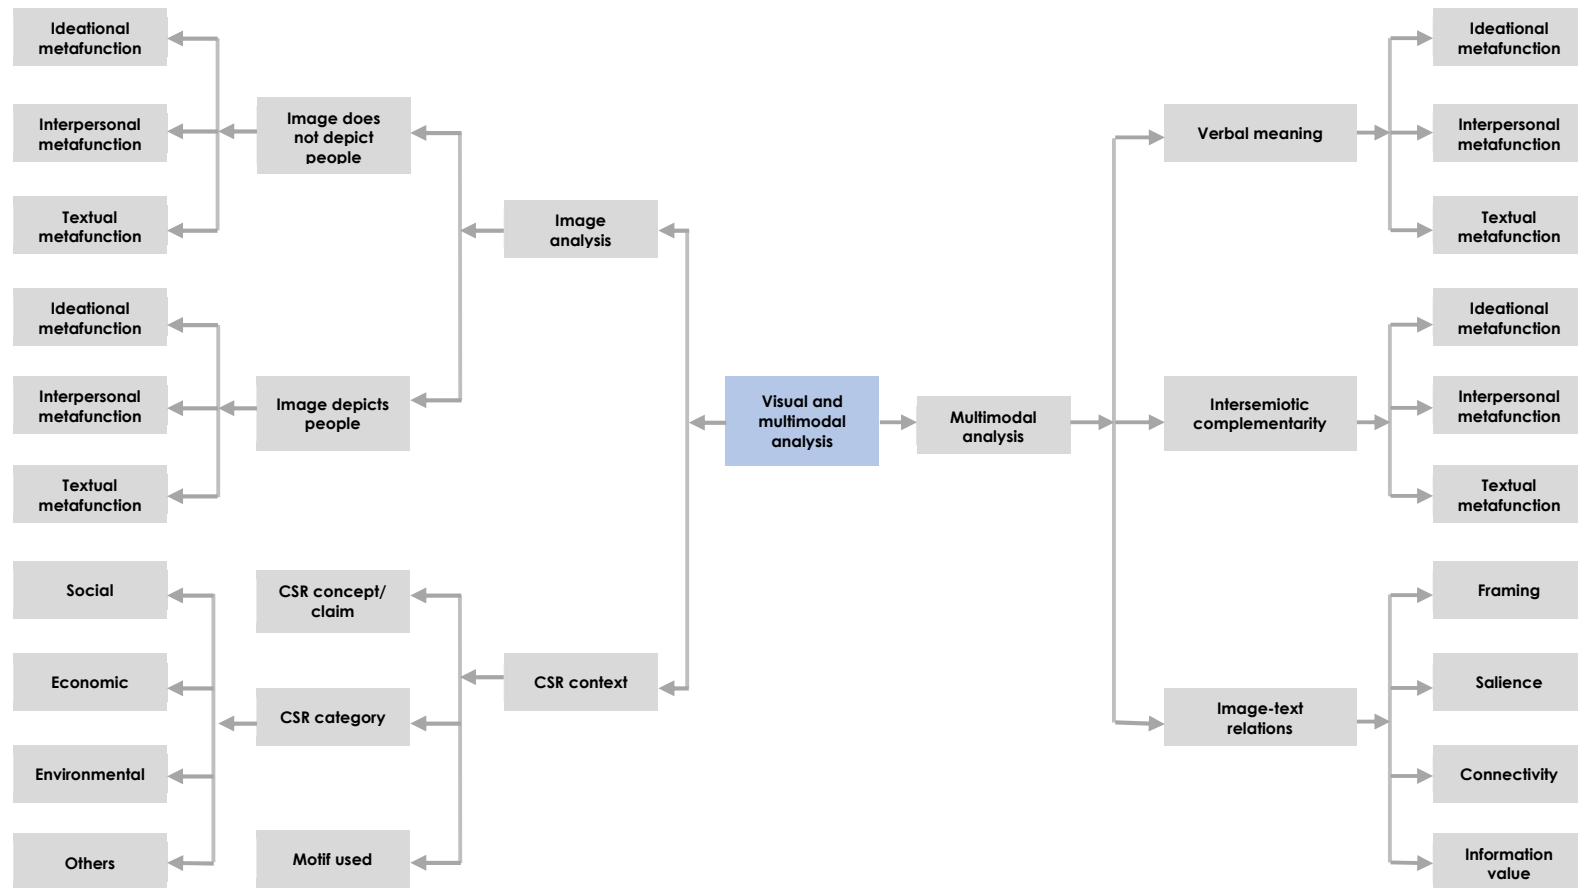 Ideational
metafunction
Interpersonal
metafunction
Textual
metafunction
Image does
not depict
people
Ideational
metafunction
Interpersonal
metafunction
Textual
metafunction
Image depicts
people
Image
analysis
Social
Economic
Environmental
Others
CSR concept/
claim
CSR category
Motif used
CSR context
Visual and
multimodal
analysis
Multimodal
analysis
Verbal meaning
Ideational
metafunction
Interpersonal
metafunction
Textual
metafunction
Intersemiotic
complementarity
Ideational
metafunction
Interpersonal
metafunction
Textual
metafunction
Image-text
relations
Framing
Salience
Connectivity
Information
value